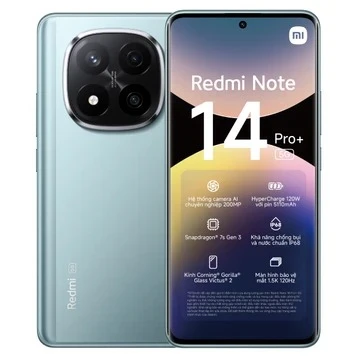 Redmi 5G
mi
Redmi Note
14 Pro+
5G
Hệ thống camera AI
chuyên nghiệp 200MP
HyperCharge 120W
với pin 5110mAh
Snapdragon® 7s Gen 3
IP68
Khả năng chống bụi
và nước chuẩn IP68
Kính Corning® Gorilla®
Glass Victus® 2
Màn hình bảo vệ
mắt 1.5K 120Hz